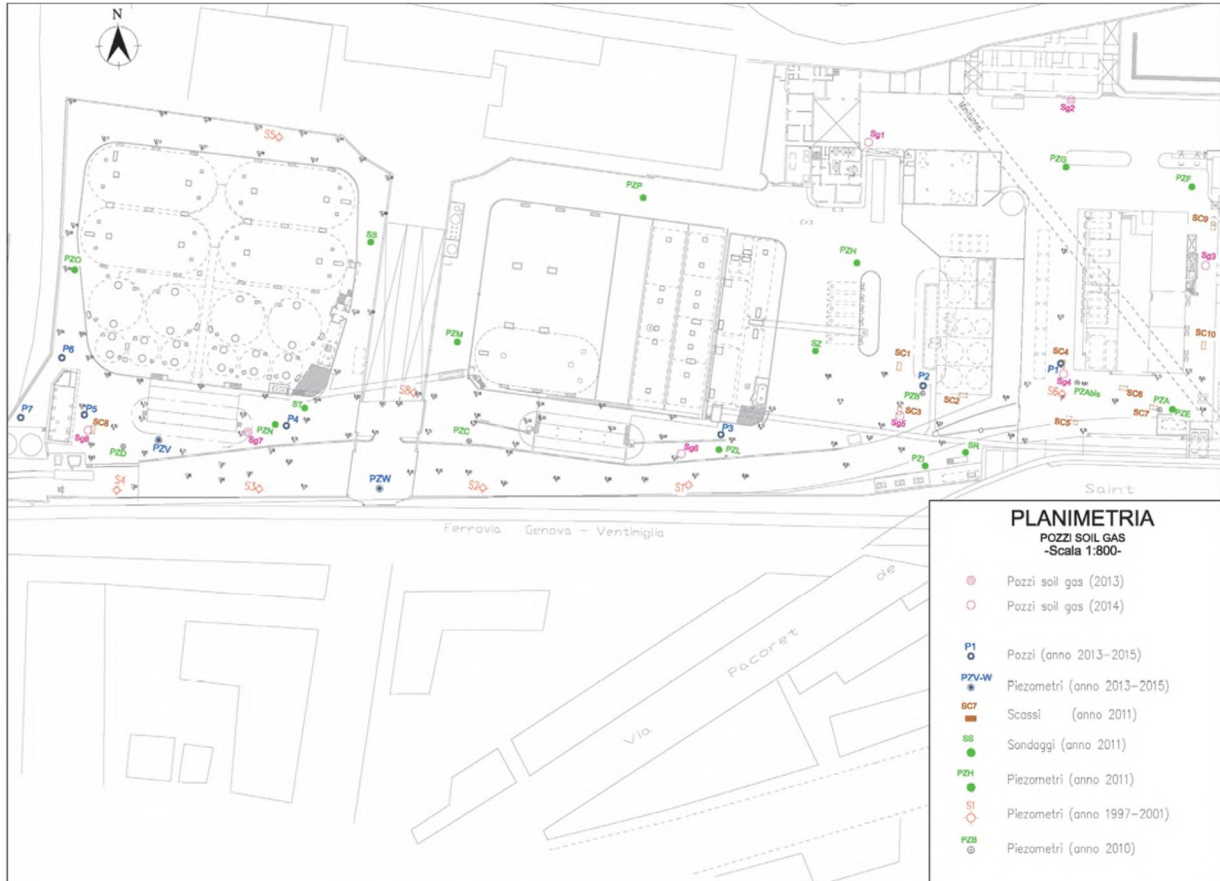 N
S5
Sg2
Sg1
PZG
PZF
PZP
SC9
SS
PZH
Sg3
PZO
PZM
SZ
SC10
P6
SC1
SC4
P1
P2
Sg4
S8
PZB
PZAbis
SC6
S6
SC2
PZA
P7
P5
ST
SC3
SC7
PZE
SC8
PZN
P4
Sg5
SC5
Sg8
Sg7
PZC
P3
PZD
PZV
Sg6
PZL
PZI
SR
S4
S3
PZW
S2
S1
Saint
Ferrovia Genova - Ventimiglia
de
Pacoret
Via
PLANIMETRIA
POZZI SOIL GAS
-Scala 1:800-
Pozzi soil gas (2013)
Pozzi soil gas (2014)
P1
Pozzi (anno 2013-2015)
PZV-W
Piezometri (anno 2013-2015)
SC7
Scassi (anno 2011)
SS
Sondaggi (anno 2011)
PZH
Piezometri (anno 2011)
S1
Piezometri (anno 1997-2001)
PZB
Piezometri (anno 2010)